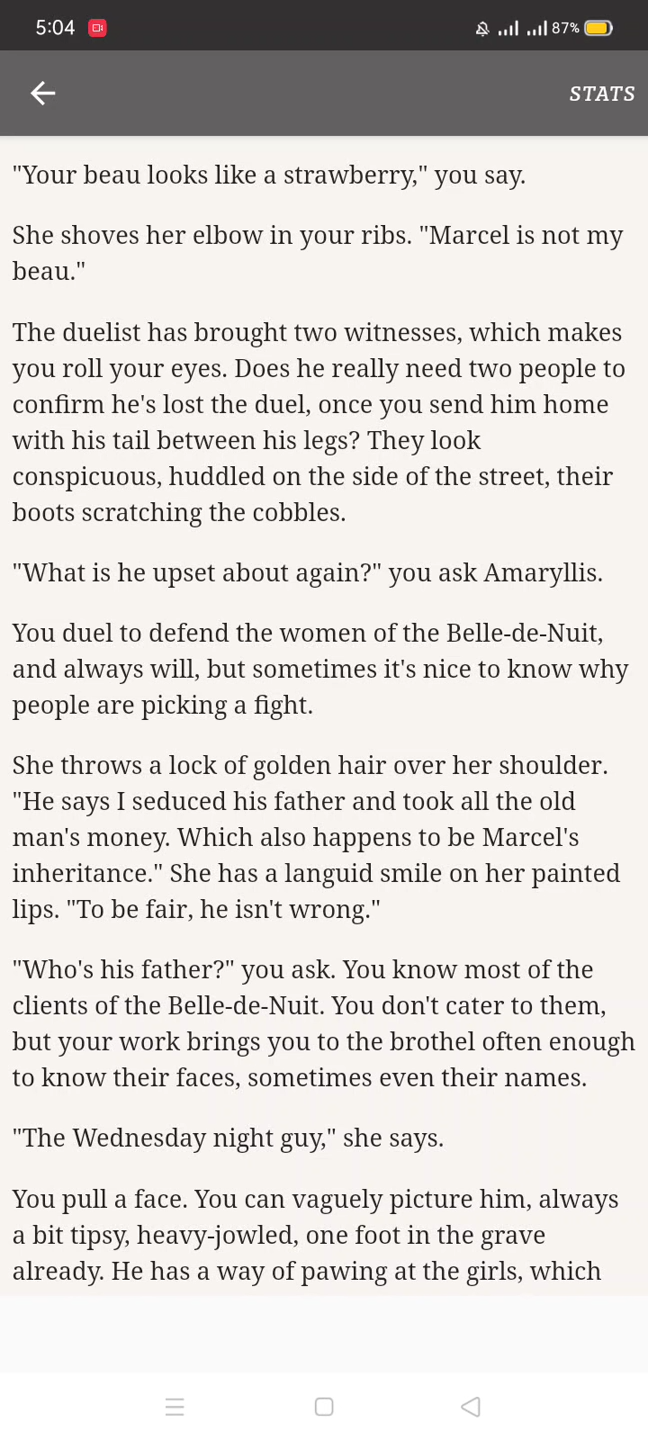 5:04
87%
STATS
"Your beau looks like a strawberry," you say.
She shoves her elbow in your ribs. "Marcel is not my
beau."
The duelist has brought two witnesses, which makes
you roll your eyes. Does he really need two people to
confirm he's lost the duel, once you send him home
with his tail between his legs? They look
conspicuous, huddled on the side of the street, their
boots scratching the cobbles.
"What is he upset about again?" you ask Amaryllis.
You duel to defend the women of the Belle-de-Nuit,
and always will, but sometimes it's nice to know why
people are picking a fight.
She throws a lock of golden hair over her shoulder.
"He says I seduced his father and took all the old
man's money. Which also happens to be Marcel's
inheritance." She has a languid smile on her painted
lips. "To be fair, he isn't wrong."
"Who's his father?" you ask. You know most of the
clients of the Belle-de-Nuit. You don't cater to them,
but your work brings you to the brothel often enough
to know their faces, sometimes even their names.
"The Wednesday night guy," she says.
You pull a face. You can vaguely picture him, always
a bit tipsy, heavy-jowled, one foot in the grave
already. He has a way of pawing at the girls, which